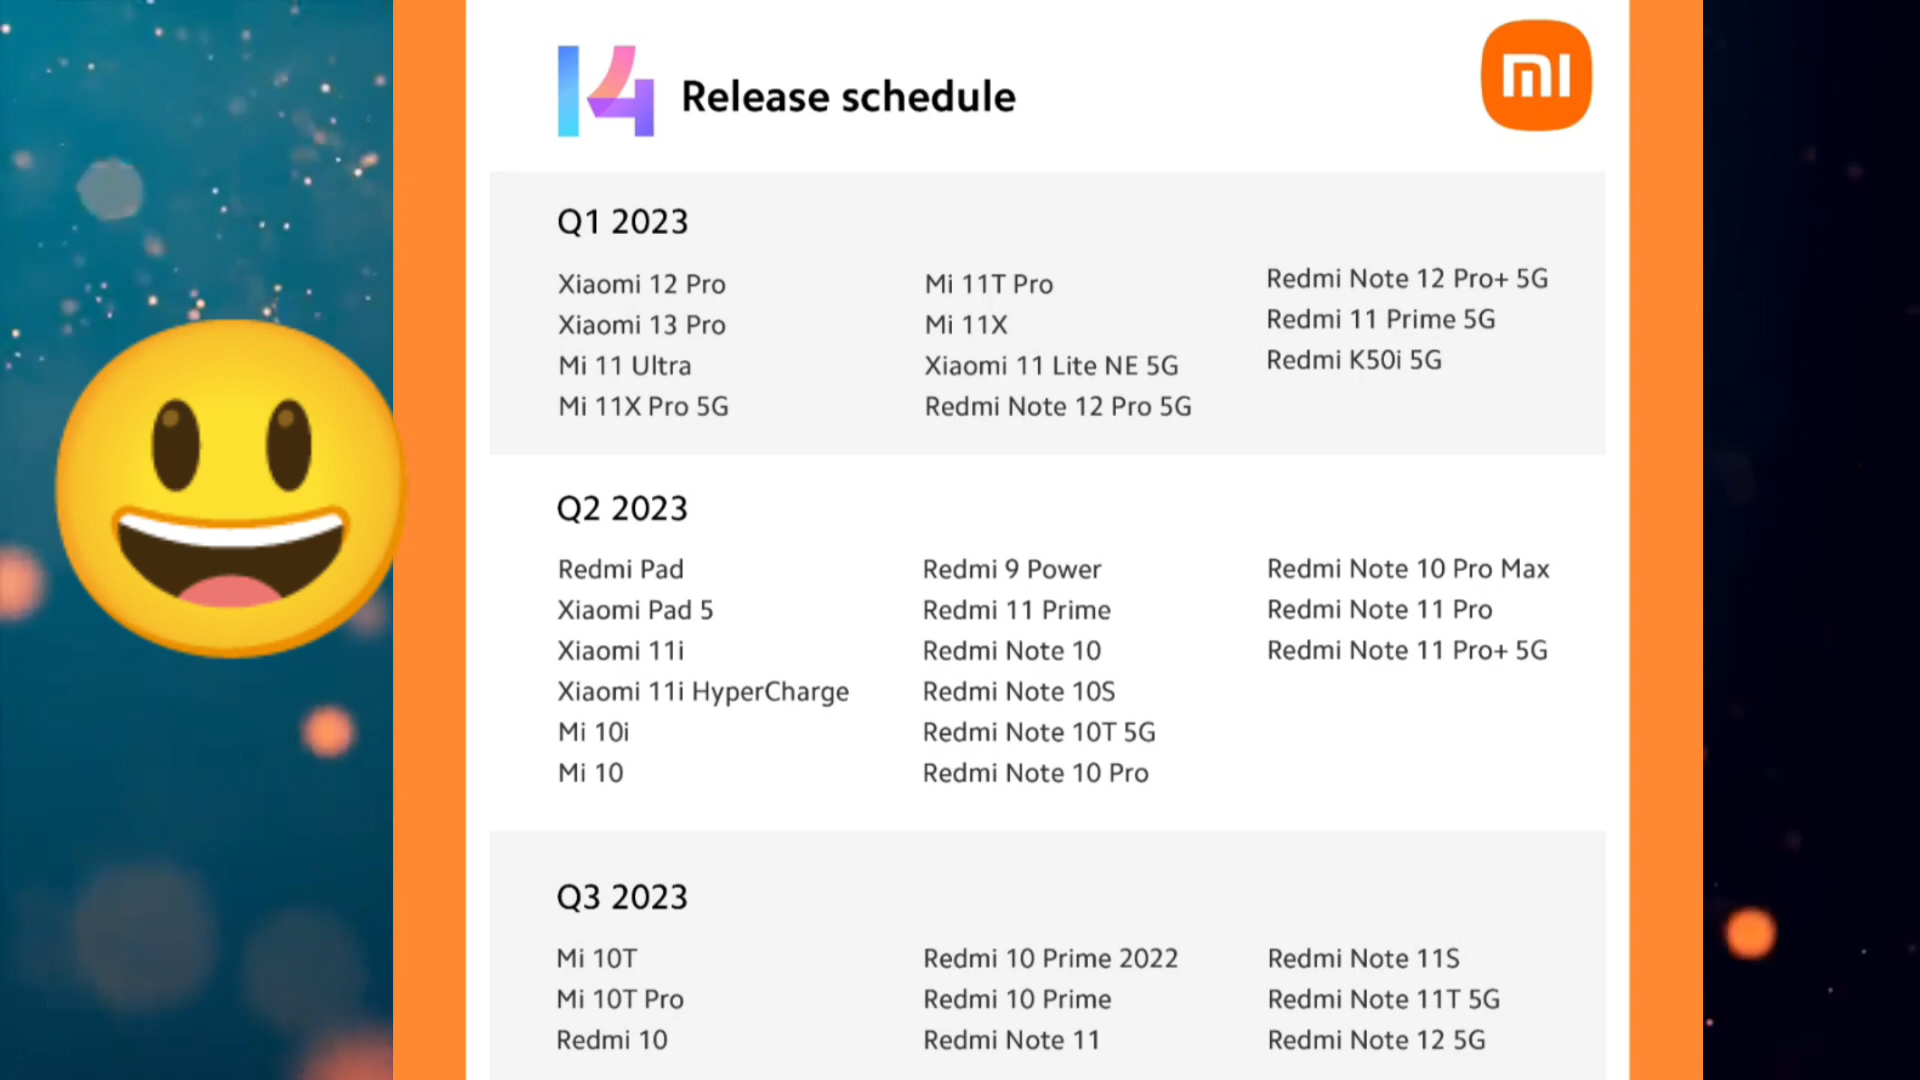 14 Release schedule
mi
Q1 2023
Xiaomi 12 Pro
Xiaomi 13 Pro
Mi 11 Ultra
Mi 11X Pro 5G
Mi 11T Pro
Mi 11X
Xiaomi 11 Lite NE 5G
Redmi Note 12 Pro 5G
Redmi Note 12 Pro+ 5G
Redmi 11 Prime 5G
Redmi K50i 5G
Q2 2023
Redmi Pad
Xiaomi Pad 5
Xiaomi 11i
Xiaomi 11i HyperCharge
Mi 10i
Mi 10
Redmi 9 Power
Redmi 11 Prime
Redmi Note 10
Redmi Note 10S
Redmi Note 10T 5G
Redmi Note 10 Pro
Redmi Note 10 Pro Max
Redmi Note 11 Pro
Redmi Note 11 Pro+ 5G
Q3 2023
Mi 10T
Mi 10T Pro
Redmi 10
Redmi 10 Prime 2022
Redmi 10 Prime
Redmi Note 11
Redmi Note 11S
Redmi Note 11T 5G
Redmi Note 12 5G